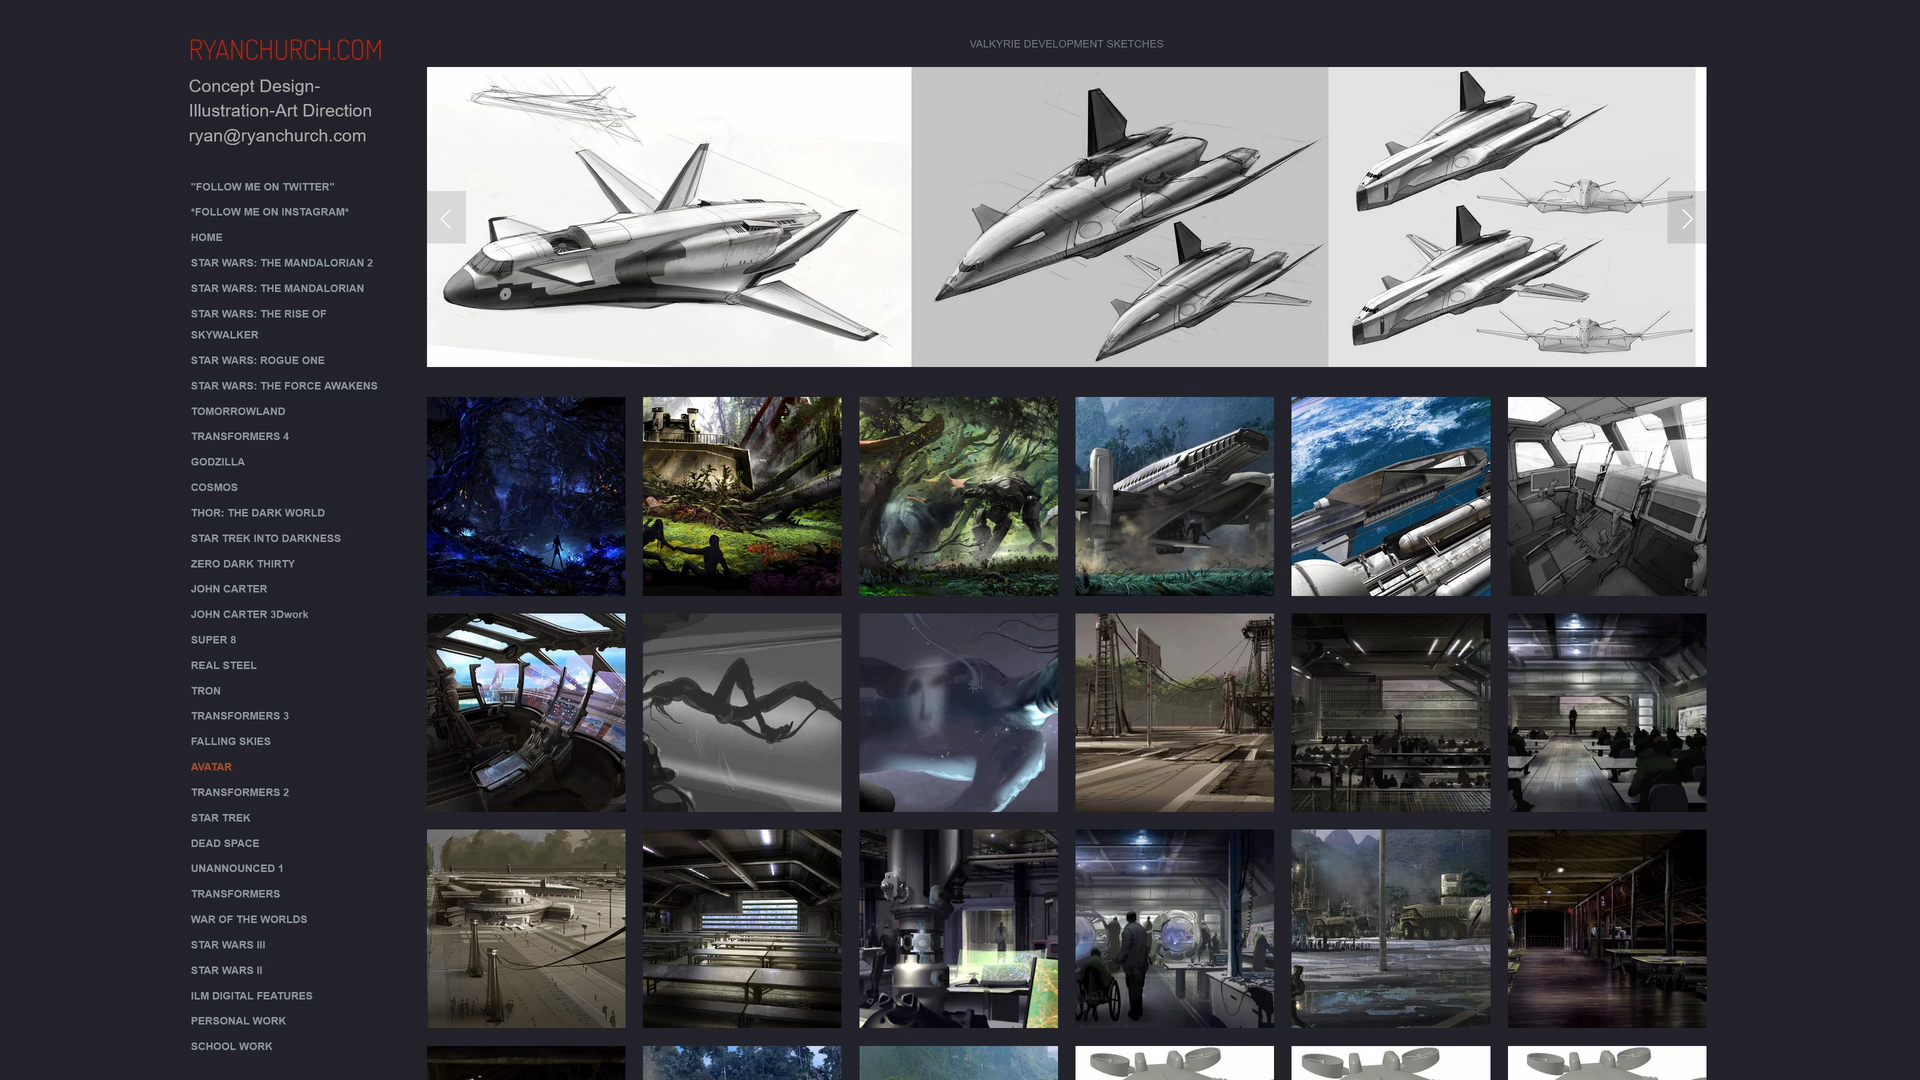 RYANCHURCH.COM
Concept Design-
Illustration-Art Direction
ryan@ryanchurch.com
"FOLLOW ME ON TWITTER"
*FOLLOW ME ON INSTAGRAM*
HOME
STAR WARS: THE MANDALORIAN 2
STAR WARS: THE MANDALORIAN
STAR WARS: THE RISE OF
SKYWALKER
STAR WARS: ROGUE ONE
STAR WARS: THE FORCE AWAKENS
TOMORROWLAND
TRANSFORMERS 4
GODZILLA
COSMOS
THOR: THE DARK WORLD
STAR TREK INTO DARKNESS
ZERO DARK THIRTY
JOHN CARTER
JOHN CARTER 3Dwork
SUPER 8
REAL STEEL
TRON
TRANSFORMERS 3
FALLING SKIES
AVATAR
TRANSFORMERS 2
STAR TREK
DEAD SPACE
UNANNOUNCED 1
TRANSFORMERS
WAR OF THE WORLDS
STAR WARS III
STAR WARS II
ILM DIGITAL FEATURES
PERSONAL WORK
SCHOOL WORK
VALKYRIE DEVELOPMENT SKETCHES